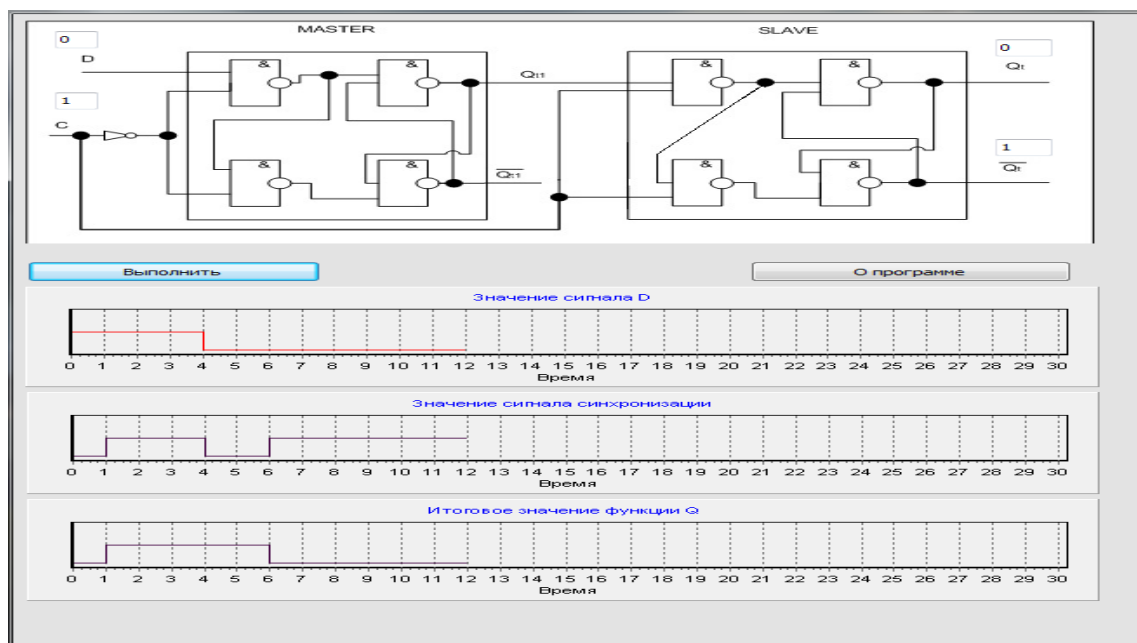 MASTER
SLAVE
0
D
1
C
&
&
&
&
Qt1
Qt1
&
&
&
&
0
Qt
1
Qt
Выполнить
О программе
Значение сигнала D
0 1 2 3 4 5 6 7 8 9 10 11 12 13 14 15 16 17 18 19 20 21 22 23 24 25 26 27 28 29 30
Время
Значение сигнала синхронизации
0 1 2 3 4 5 6 7 8 9 10 11 12 13 14 15 16 17 18 19 20 21 22 23 24 25 26 27 28 29 30
Время
Итоговое значение функции Q
0 1 2 3 4 5 6 7 8 9 10 11 12 13 14 15 16 17 18 19 20 21 22 23 24 25 26 27 28 29 30
Время